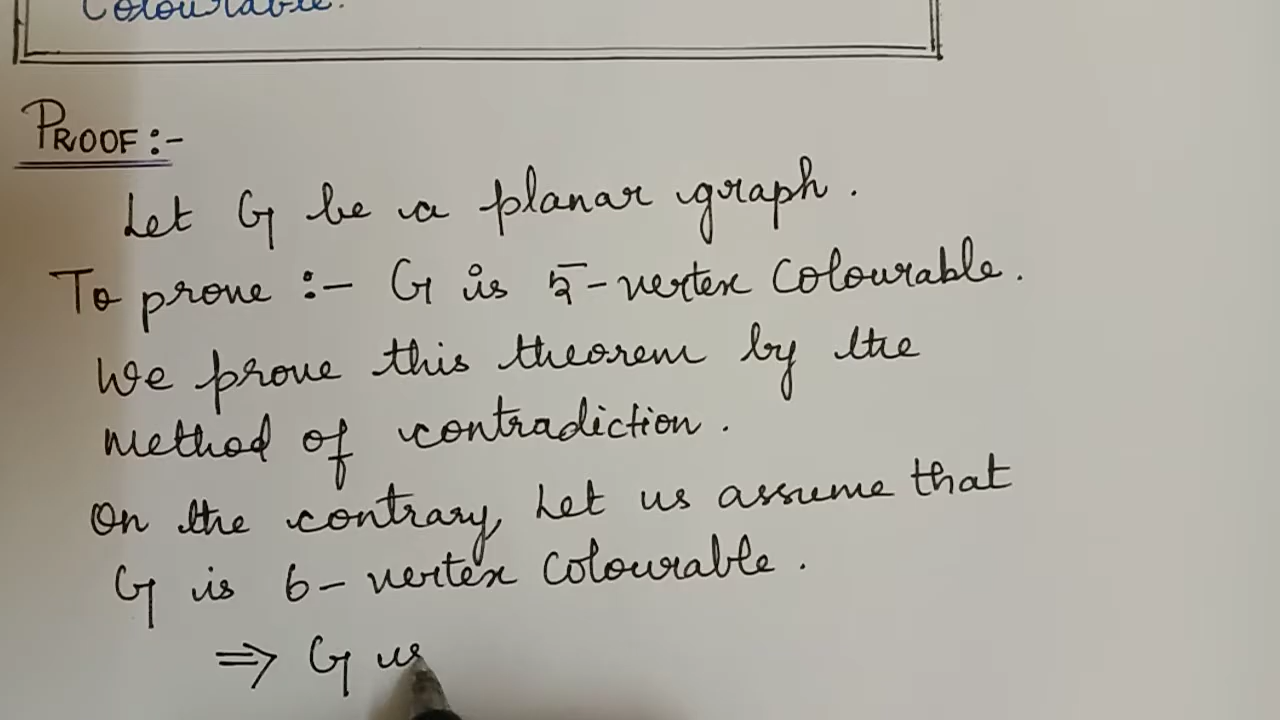 Colourable.
PROOF :-
Let G be a planar graph.
To prove :- G is 5-vertex colourable.
We prove this theorem by the
method of contradiction.
On the contrary, Let us assume that
G is 6-vertex colourable.
⇒ G is